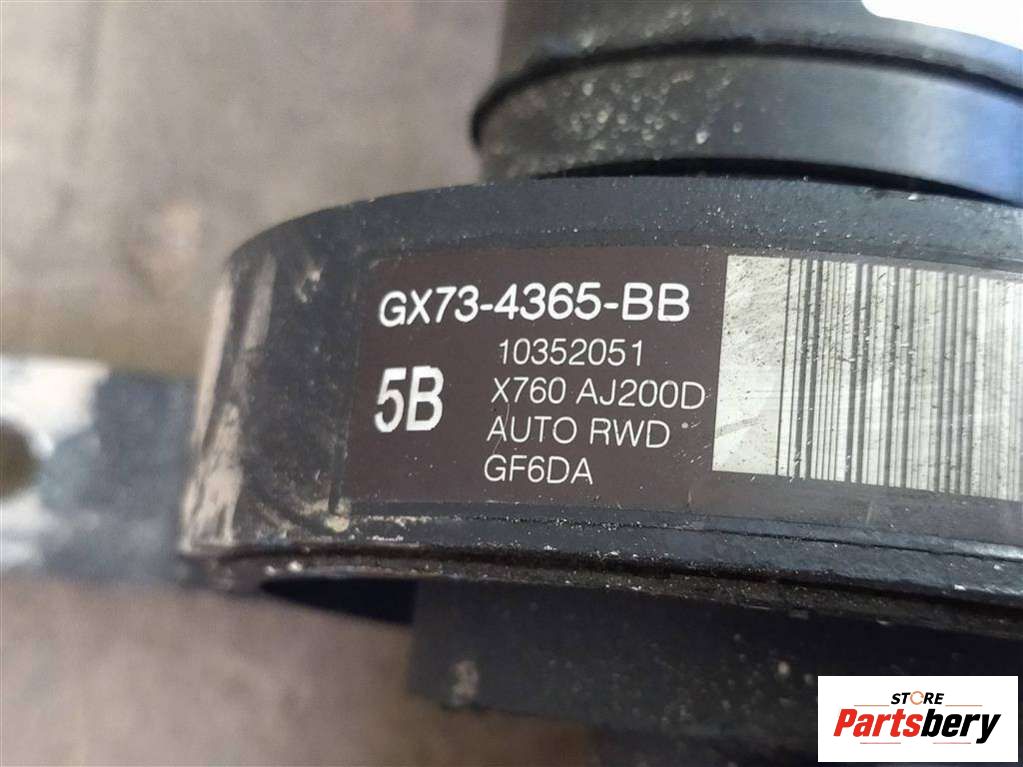 GX73-4365-BB
10352051
5B
X760 AJ200D
AUTO RWD
GF6DA
STORE
Partsbery